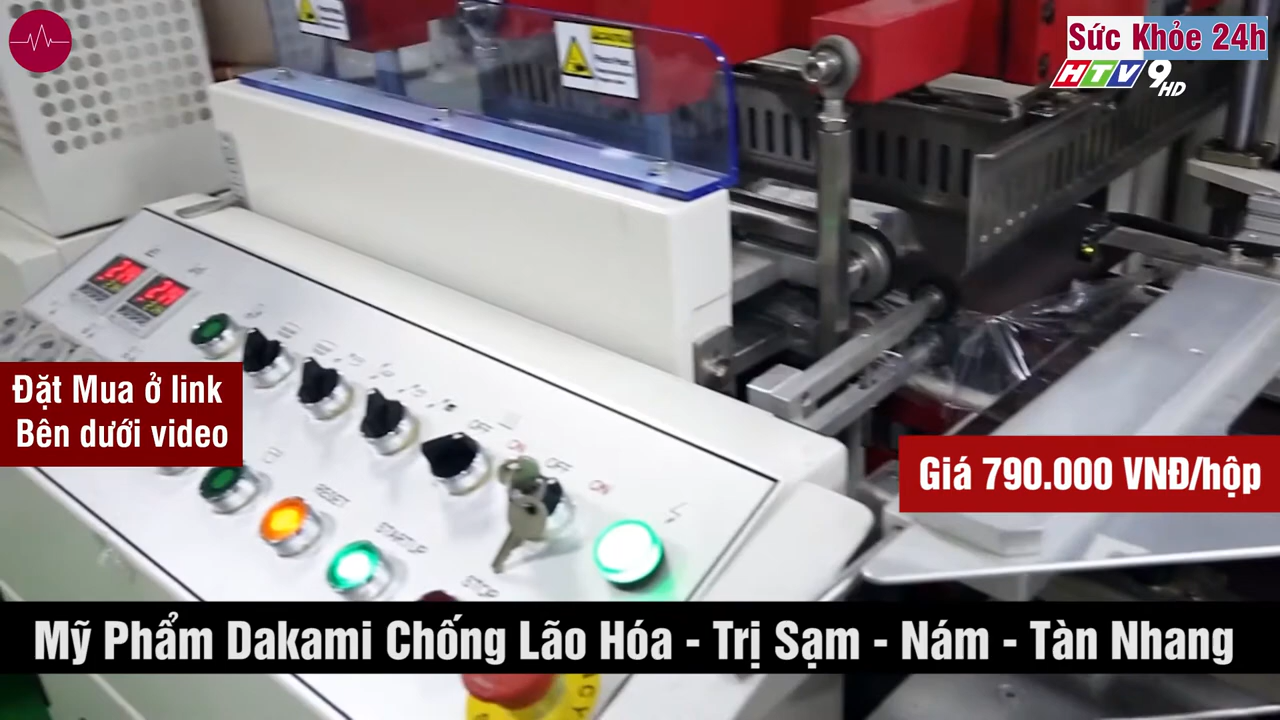 Sức Khỏe 24h
HTV9
HD
Đặt Mua ở link
Bên dưới video
Giá 790.000 VNĐ/hộp
OFF
ON
OFF
ON
RESET
STARTUP
STOP
Mỹ Phẩm Dakami Chống Lão Hóa - Trị Sạm - Nám - Tàn Nhang